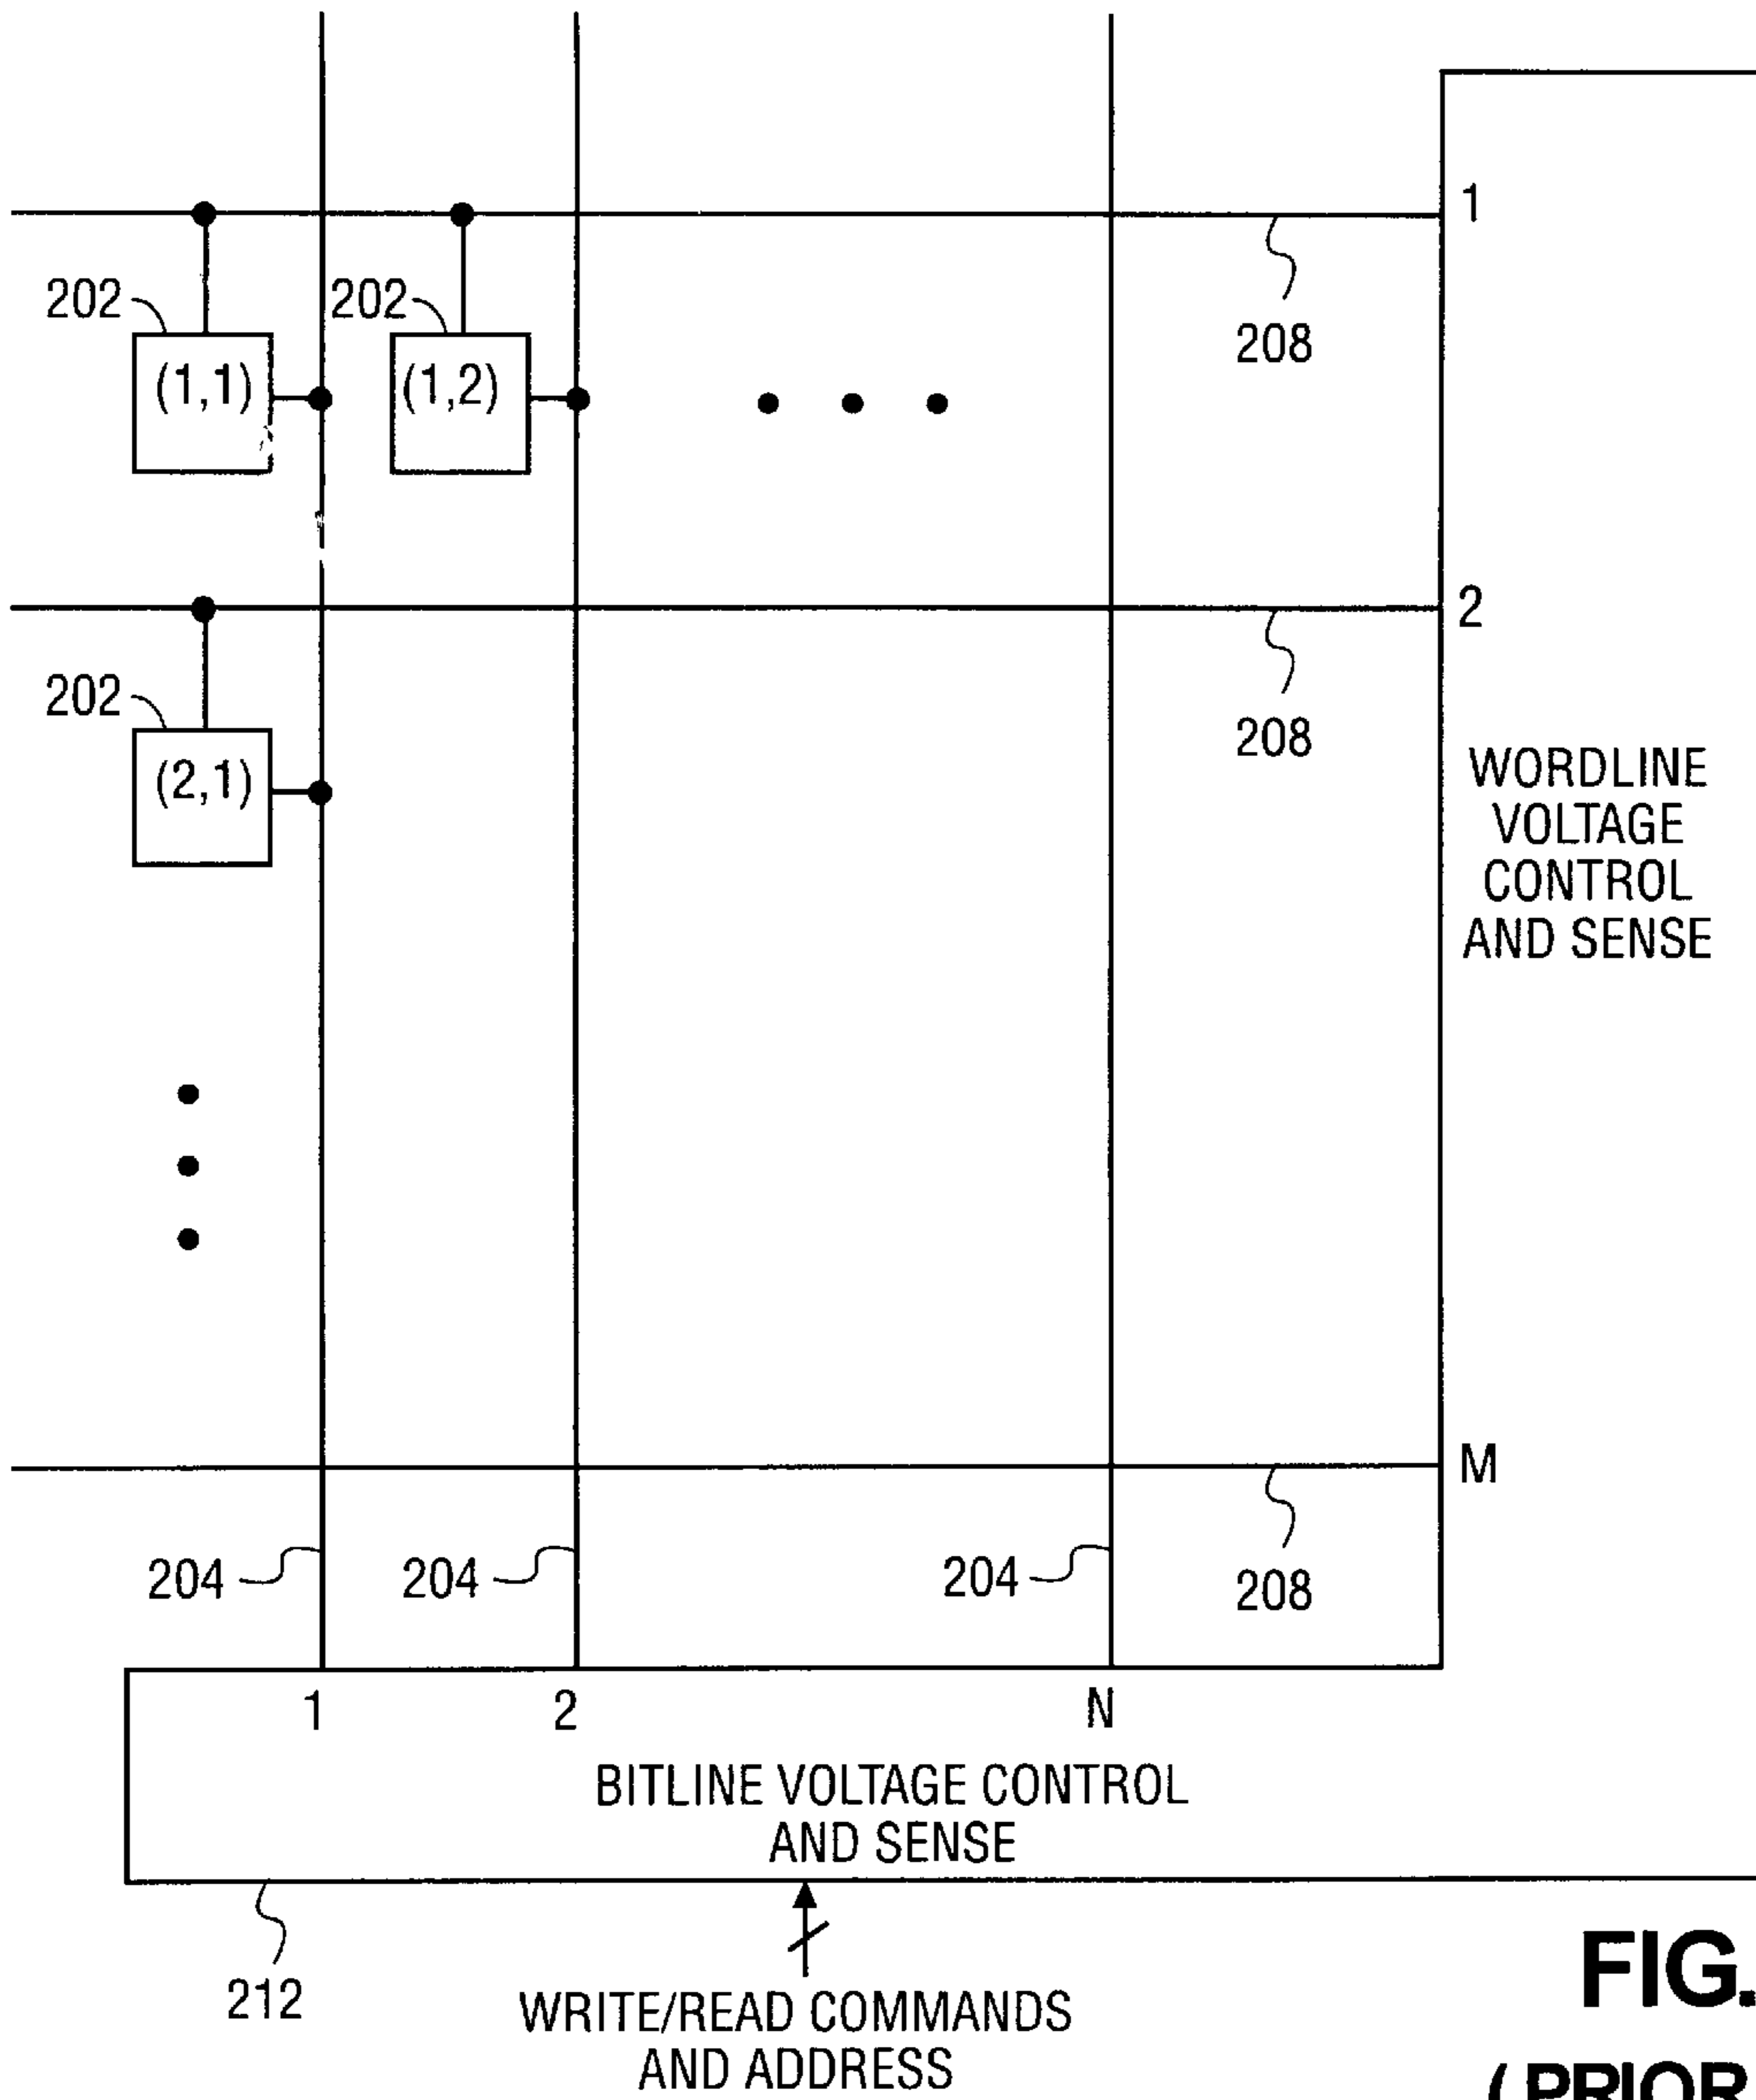 1
202
202
(1,1)
(1,2)
208
2
202
208
(2,1)
WORDLINE
VOLTAGE
CONTROL
AND SENSE
M
204
204
204
208
1
2
N
BITLINE VOLTAGE CONTROL
AND SENSE
212
WRITE/READ COMMANDS
AND ADDRESS
FIG.
(PRIOR